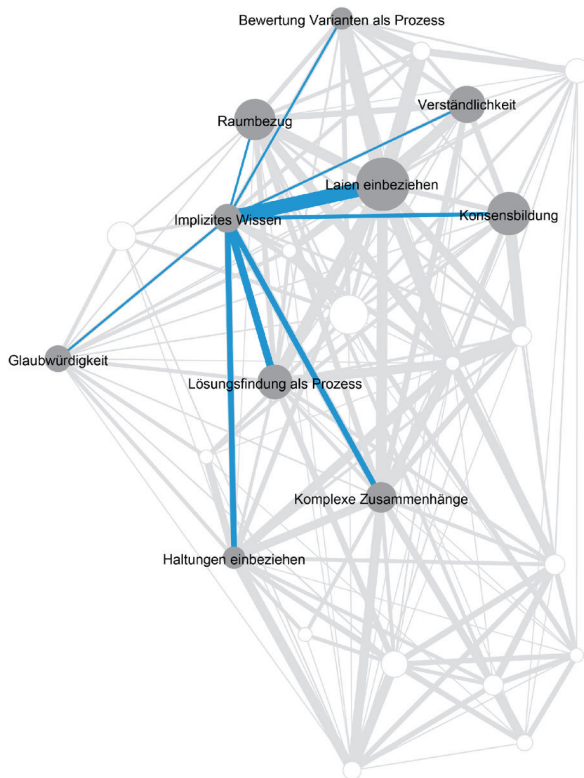 Bewertung Varianten als Prozess
Verständlichkeit
Raumbezug
Laien einbeziehen
Implizites Wissen
Konsensbildung
Glaubwürdigkeit
Lösungsfindung als Prozess
Komplexe Zusammenhänge
Haltungen einbeziehen